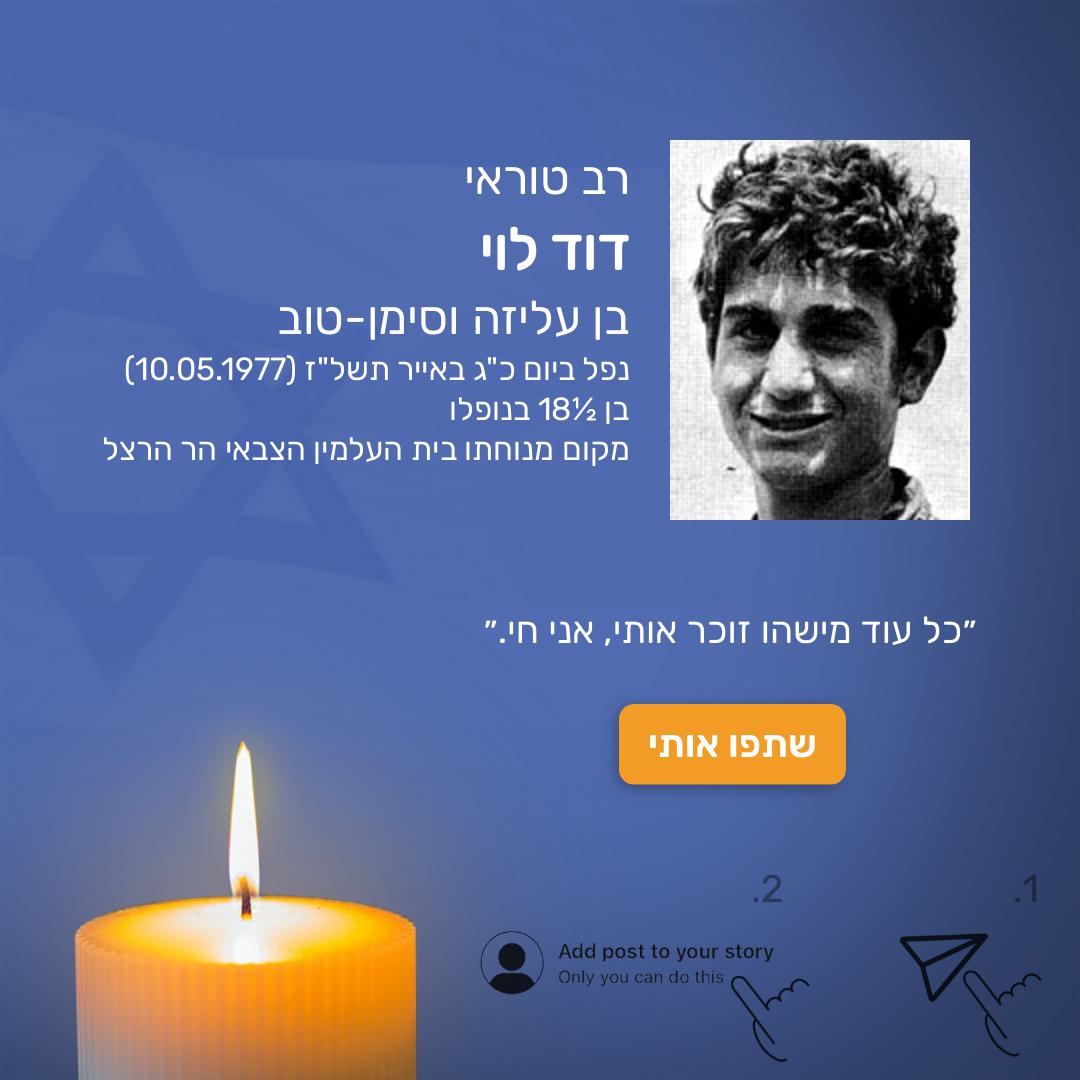 רב טוראי
דוד לוי
בן עליזה וסימן-טוב
נפל ביום כ"ג באייר תשל"ז (10.05.1977)
בן 18½ בנופלו
מקום מנוחתו בית העלמין הצבאי הר הרצל
״כל עוד מישהו זוכר אותי, אני חי.״
שתפו אותי
1.
2.
Add post to your story
Only you can do this